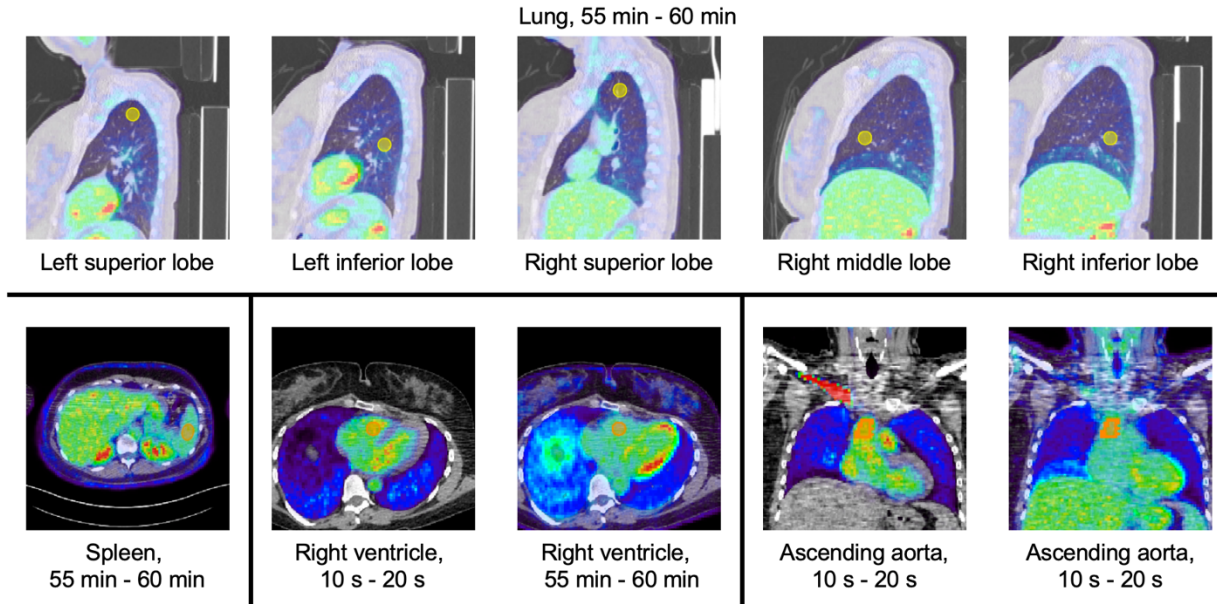 Lung, 55 min - 60 min
Left superior lobe
Left inferior lobe
Right superior lobe
Right middle lobe
Right inferior lobe
Spleen,
55 min - 60 min
Right ventricle,
10 s - 20 s
Right ventricle,
55 min - 60 min
Ascending aorta,
10 s - 20 s
Ascending aorta,
10 s - 20 s